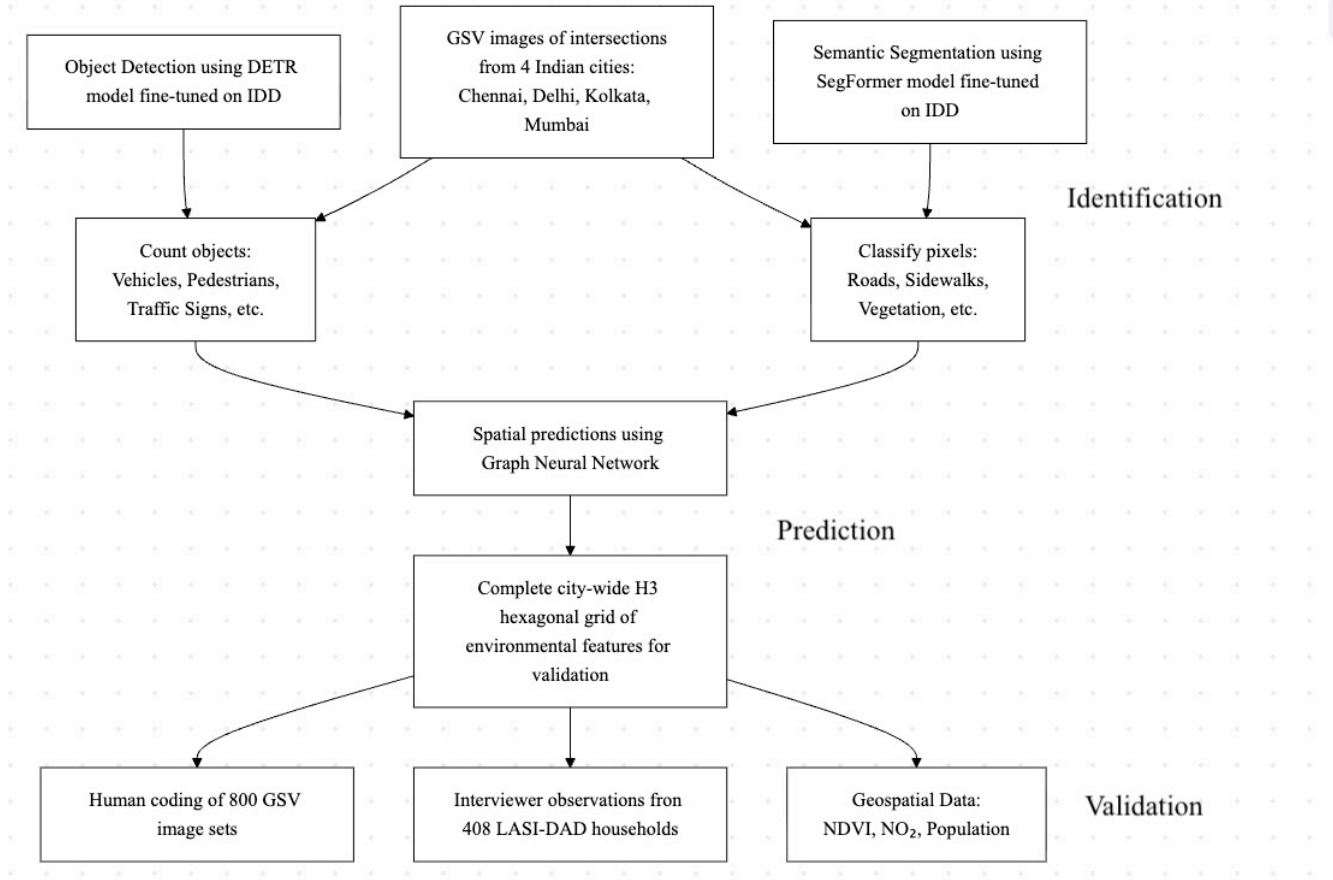 Object Detection using DETR
model fine-tuned on IDD
GSV images of intersections
from 4 Indian cities:
Chennai, Delhi, Kolkata,
Mumbai
Semantic Segmentation using
SegFormer model fine-tuned
on IDD
Identification
Count objects:
Vehicles, Pedestrians,
Traffic Signs, etc.
Classify pixels:
Roads, Sidewalks,
Vegetation, etc.
Spatial predictions using
Graph Neural Network
Prediction
Complete city-wide H3
hexagonal grid of
environmental features for
validation
Human coding of 800 GSV
image sets
Interviewer observations fron
408 LASI-DAD households
Geospatial Data:
NDVI, NO₂, Population
Validation